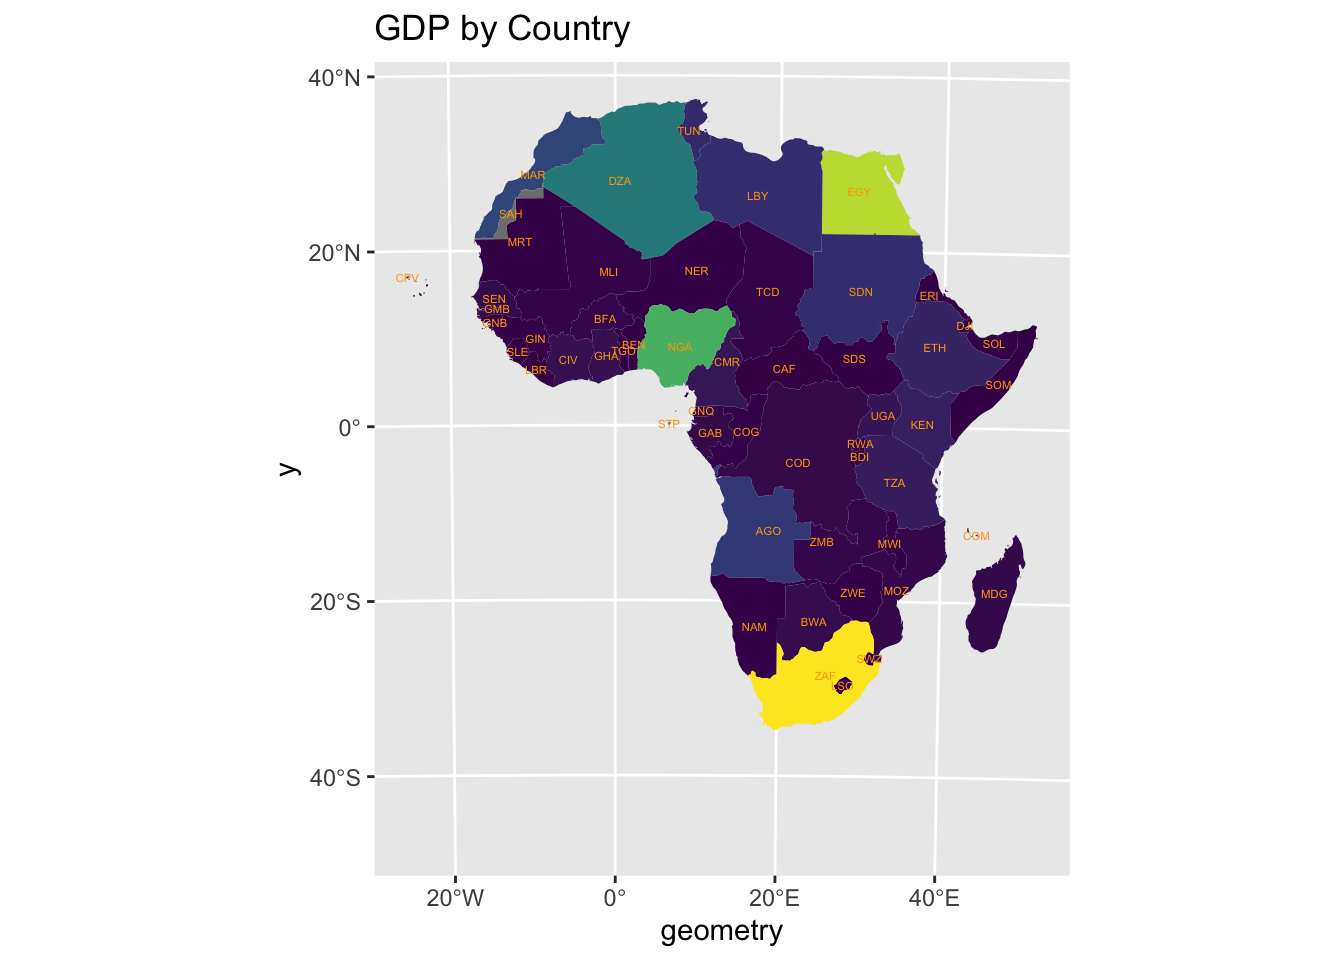 GDP by Country
40°N
20°N
0°
20°S
40°S
y
TUN
MAR
DZA
LBY
EGY
SAH
MRT
CPV
MLI
NER
TCD
SDN
ERI
SEN
GMB
GNB
BFA
DJI
GIN
SLE
LBR
CIV
GHA
TGO
BEN
NGA
CMR
CAF
SDS
ETH
SOL
SOM
STP
GNQ
GAB
COG
UGA
KEN
RWA
BDI
COD
TZA
AGO
ZMB
MWI
COM
ZWE
MOZ
MDG
NAM
BWA
SWZ
ZAF
LSO
20°W
0°
20°E
40°E
geometry